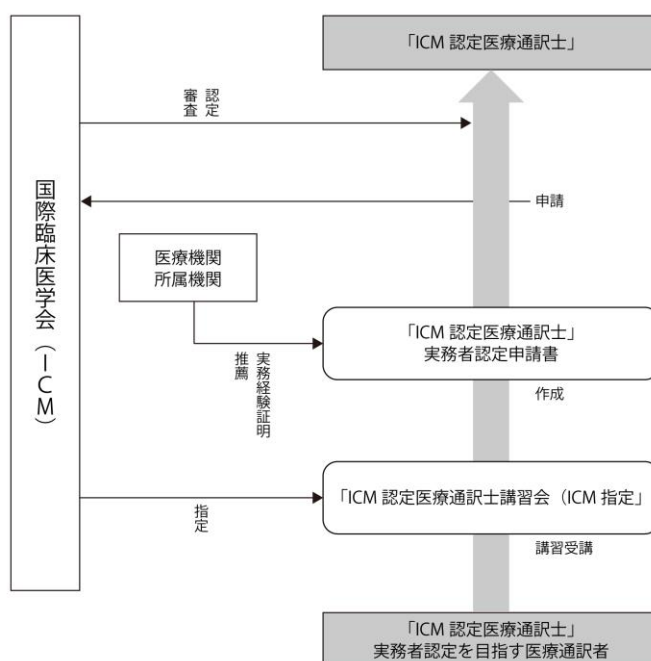 「ICM 認定医療通訳士」
認定
審査
国際臨床医学会（ICM）
申請
医療機関
所属機関
「ICM 認定医療通訳士」
実務者認定申請書
実務経験証明
推薦
作成
「ICM 認定医療通訳士講習会（ICM 指定」
指定
講習受講
「ICM 認定医療通訳士」
実務者認定を目指す医療通訳者